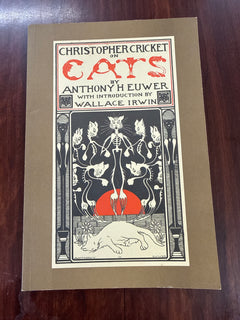 CHRISTOPHER CRICKET
ON
CATS
BY
ANTHONY H EUWER
WITH INTRODUCTION BY
WALLACE IRWIN